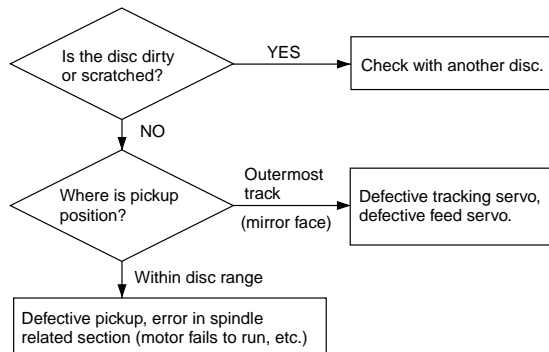 Is the disc dirty
or scratched?
YES
Check with another disc.
NO
Where is pickup
position?
Outermost
track
(mirror face)
Defective tracking servo,
defective feed servo.
Within disc range
Defective pickup, error in spindle
related section (motor fails to run, etc.)